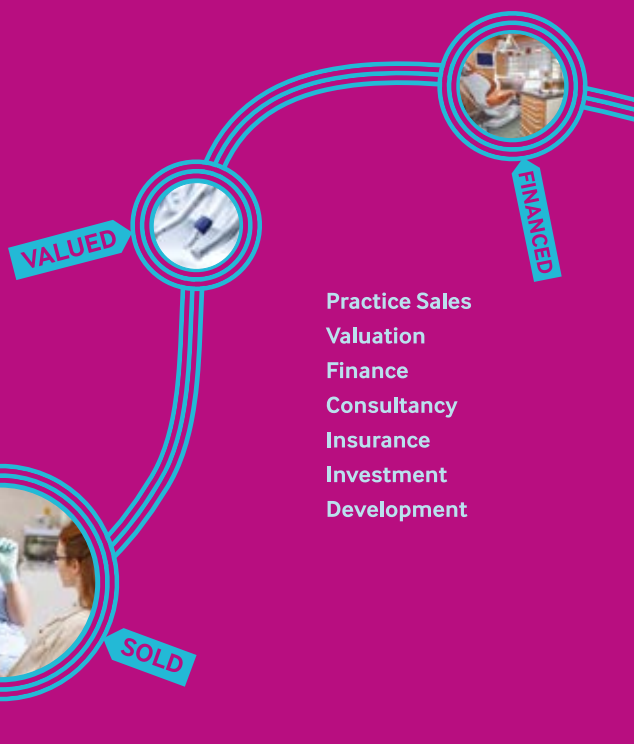 FINANCED
VALUED
Practice Sales
Valuation
Finance
Consultancy
Insurance
Investment
Development
SOLD